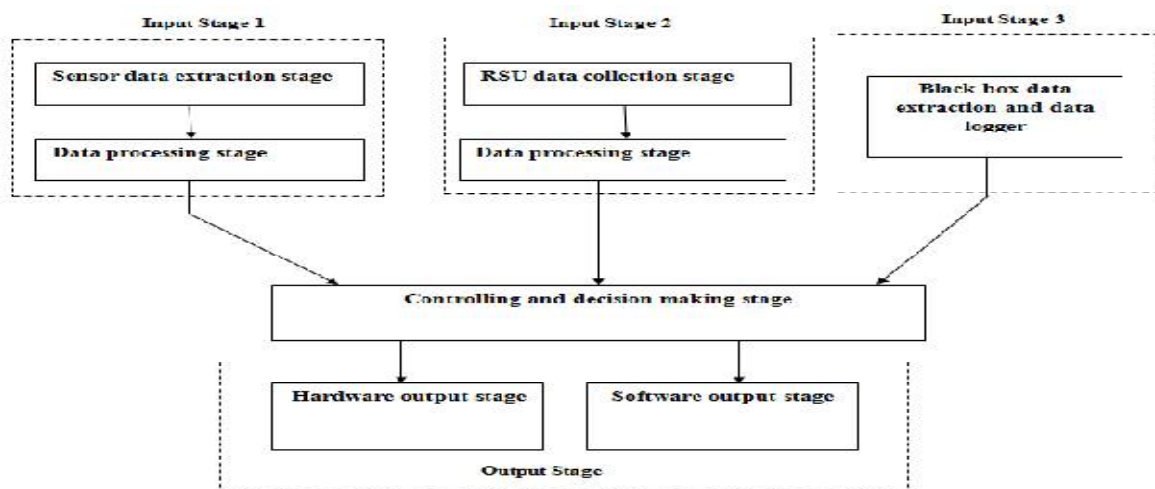 Input Stage 1
Input Stage 2
Input Stage 3
Sensor data extraction stage
RSU data collection stage
Black box data
extraction and data
logger
Data processing stage
Data processing stage
Controlling and decision making stage
Hardware output stage
Software output stage
Output Stage